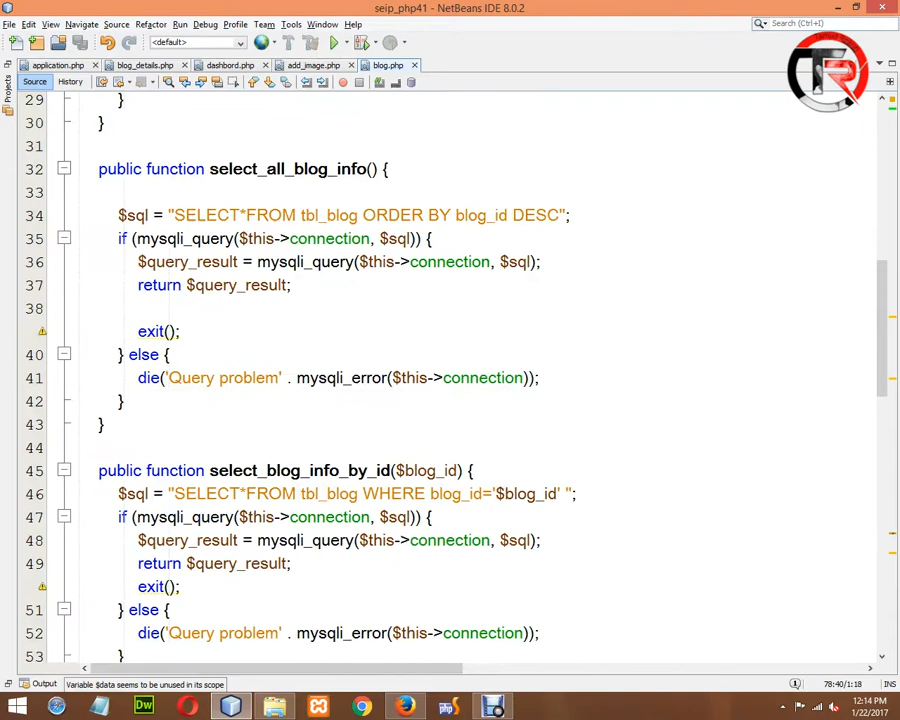 seip_php41 - NetBeans IDE 8.0.2
File Edit View Navigate Source Refactor Run Debug Profile Team Tools Window Help
Search (Ctrl+I)
<default>
application.php blog_details.php dashbord.php add_image.php blog.php
Source History
Projects
29 }
30 }
31
32 public function select_all_blog_info() {
33
34 $sql = "SELECT*FROM tbl_blog ORDER BY blog_id DESC";
35 if (mysqli_query($this->connection, $sql)) {
36 $query_result = mysqli_query($this->connection, $sql);
37 return $query_result;
38
exit();
40 } else {
41 die('Query problem' . mysqli_error($this->connection));
42 }
43 }
44
45 public function select_blog_info_by_id($blog_id) {
46 $sql = "SELECT*FROM tbl_blog WHERE blog_id='$blog_id' ";
47 if (mysqli_query($this->connection, $sql)) {
48 $query_result = mysqli_query($this->connection, $sql);
49 return $query_result;
exit();
51 } else {
52 die('Query problem' . mysqli_error($this->connection));
53 }
Output Variable $data seems to be unused in its scope 78:40/1:18 INS
Dw php
12:14 PM
1/22/2017